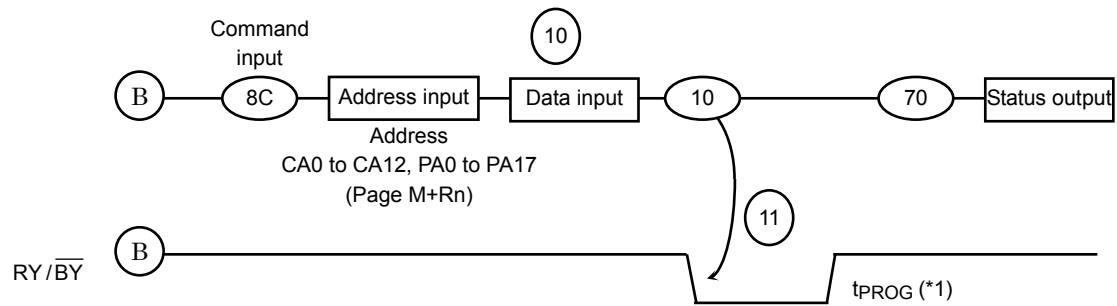 Command
input
10
B
8C
Address input
Data input
10
70
Status output
Address
CA0 to CA12, PA0 to PA17
(Page M+Rn)
11
B
RY/BY
tPROG (*1)